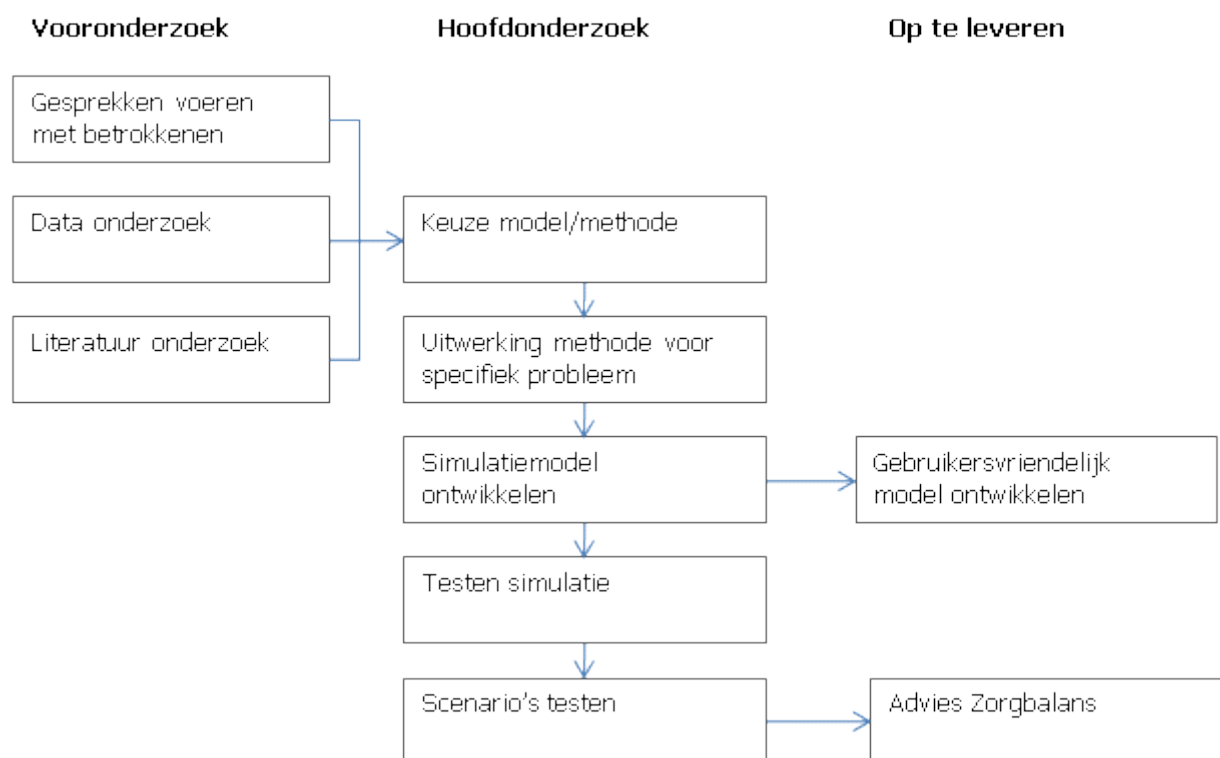 Vooronderzoek
Hoofdonderzoek
Op te leveren
Gesprekken voeren
met betrokkenen
Data onderzoek
Keuze model/methode
Literatuur onderzoek
Uitwerking methode voor
specifiek probleem
Simulatiemodel
ontwikkelen
Gebruikersvriendelijk
model ontwikkelen
Testen simulatie
Scenario's testen
Advies Zorgbalans